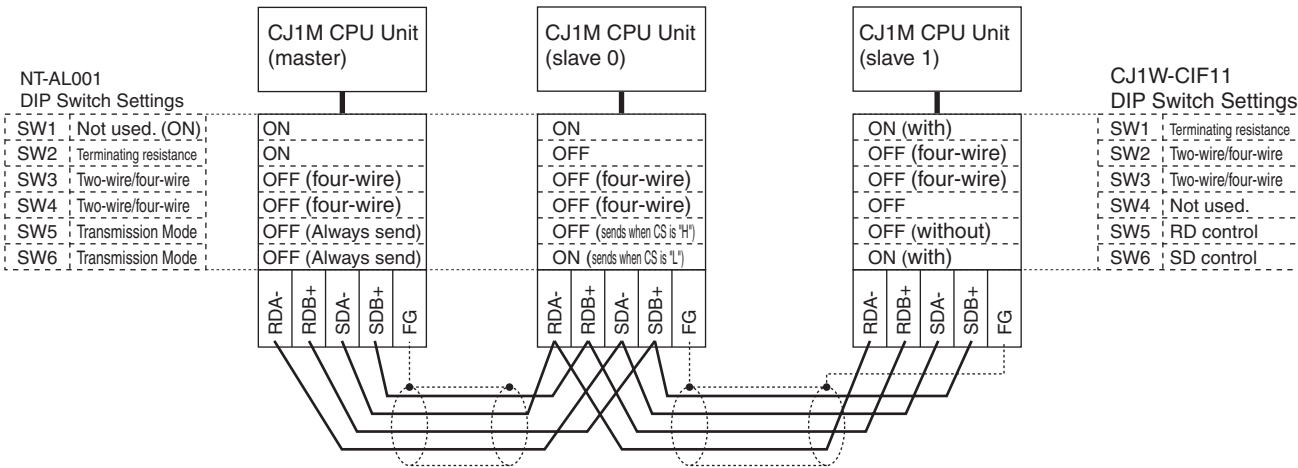 CJ1M CPU Unit
(master)
CJ1M CPU Unit
(slave 0)
CJ1M CPU Unit
(slave 1)
NT-AL001
DIP Switch Settings
SW1 Not used. (ON)
SW2 Terminating resistance
SW3 Two-wire/four-wire
SW4 Two-wire/four-wire
SW5 Transmission Mode
SW6 Transmission Mode
ON
ON
OFF (four-wire)
OFF (four-wire)
OFF (Always send)
OFF (Always send)
ON
OFF
OFF (four-wire)
OFF (four-wire)
OFF (sends when CS is "H")
ON (sends when CS is "L")
ON (with)
OFF (four-wire)
OFF (four-wire)
OFF
OFF (without)
ON (with)
CJ1W-CIF11
DIP Switch Settings
SW1 Terminating resistance
SW2 Two-wire/four-wire
SW3 Two-wire/four-wire
SW4 Not used.
SW5 RD control
SW6 SD control
RDA-
RDB+
SDA-
SDB+
FG
RDA-
RDB+
SDA-
SDB+
FG
RDA-
RDB+
SDA-
SDB+
FG